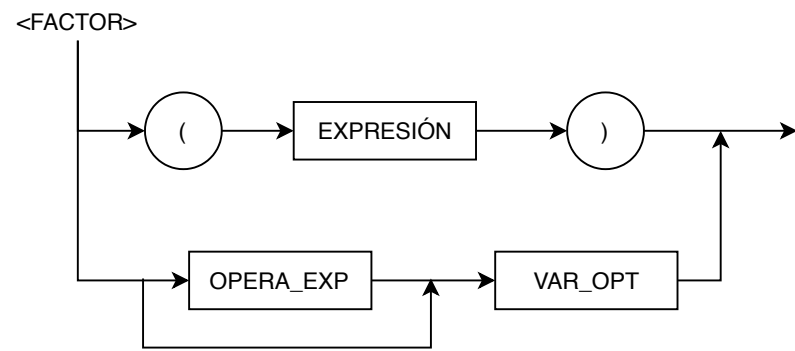 <FACTOR>
( EXPRESIÓN )
OPERA_EXP VAR_OPT